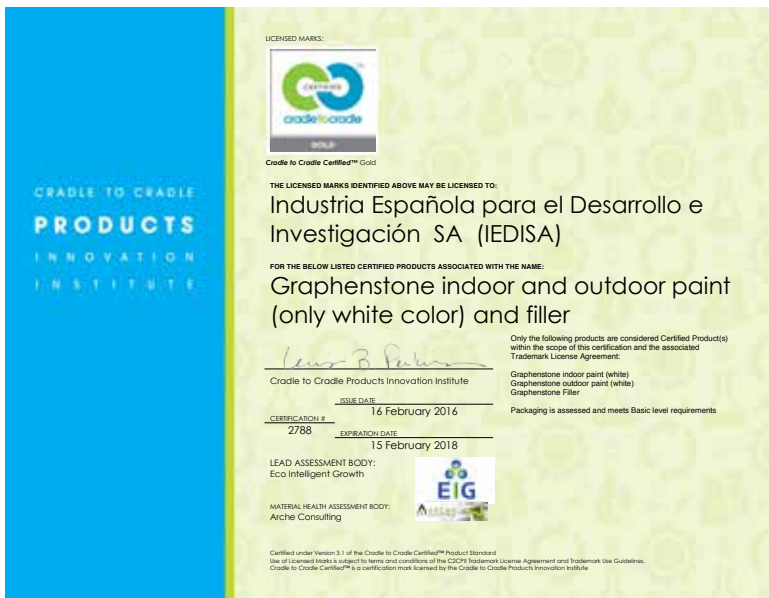 CRADLE TO CRADLE
PRODUCTS
INNOVATION
INSTITUTE
LICENSED MARKS:
CERTIFIED
TM
cradletocradle
GOLD
Cradle to Cradle Certified™ Gold
THE LICENSED MARKS IDENTIFIED ABOVE MAY BE LICENSED TO:
Industria Española para el Desarrollo e
Investigación SA (IEDISA)
FOR THE BELOW LISTED CERTIFIED PRODUCTS ASSOCIATED WITH THE NAME:
Graphenstone indoor and outdoor paint
(only white color) and filler
Cradle to Cradle Products Innovation Institute
ISSUE DATE
16 February 2016
CERTIFICATION #
2788
EXPIRATION DATE
15 February 2018
LEAD ASSESSMENT BODY:
Eco Intelligent Growth
EIG
MATERIAL HEALTH ASSESSMENT BODY:
Arche Consulting
Only the following products are considered Certified Product(s)
within the scope of this certification and the associated
Trademark License Agreement:
Graphenstone indoor paint (white)
Graphenstone outdoor paint (white)
Graphenstone Filler
Packaging is assessed and meets Basic level requirements
Certified under Version 3.1 of the Cradle to Cradle Certified™ Product Standard
Use of Licensed Marks is subject to terms and conditions of the C2CPII Trademark License Agreement and Trademark Use Guidelines.
Cradle to Cradle Certified™ is a certification mark licensed by the Cradle to Cradle Products Innovation Institute